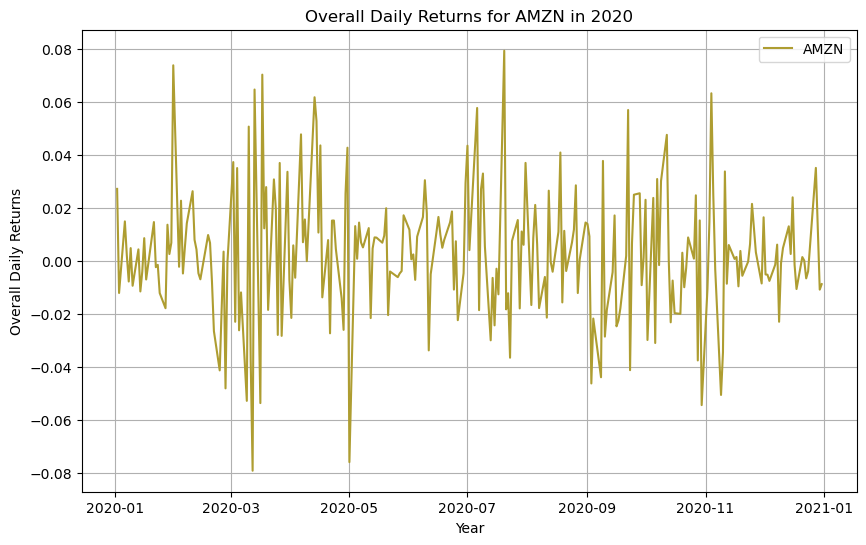 Overall Daily Returns for AMZN in 2020
AMZN
0.08
0.06
0.04
0.02
0.00
−0.02
−0.04
−0.06
−0.08
Overall Daily Returns
2020-01 2020-03 2020-05 2020-07 2020-09 2020-11 2021-01
Year